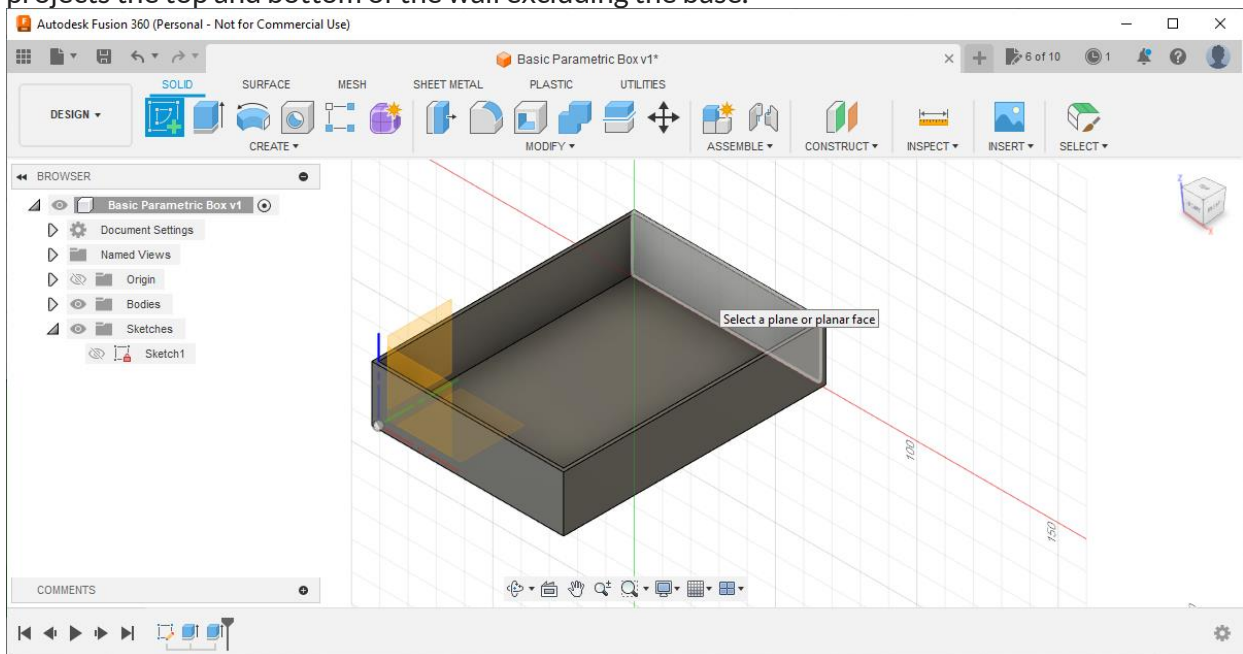 projects the top and bottom of the wall excluding the base.
Autodesk Fusion 360 (Personal - Not for Commercial Use)
Basic Parametric Box v1*
6 of 10
1
SOLID SURFACE MESH SHEET METAL PLASTIC UTILITIES
DESIGN
CREATE MODIFY ASSEMBLE CONSTRUCT INSPECT INSERT SELECT
BROWSER
Basic Parametric Box v1
Document Settings
Named Views
Origin
Bodies
Sketches
Sketch1
Select a plane or planar face
100
150
Z
X
COMMENTS